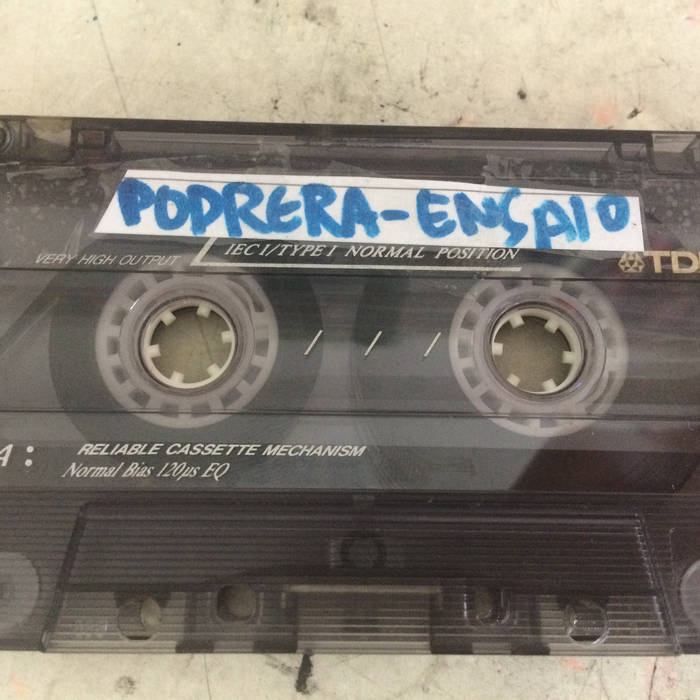 PODRERA-ENSAIO
IEC I/TYPE I NORMAL POSITION
VERY HIGH OUTPUT
TD
A:
RELIABLE CASSETTE MECHANISM
Normal Bias 120µs EQ